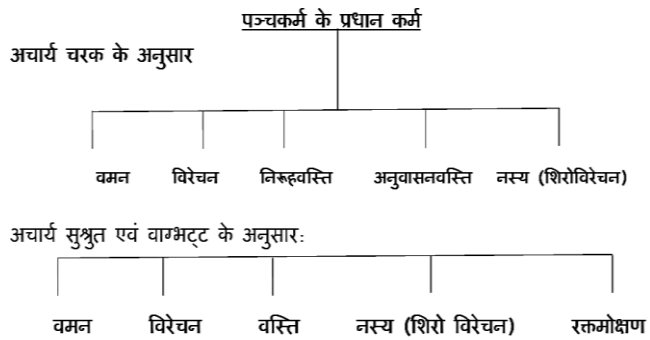 पञ्चकर्म के प्रधान कर्म
अचार्य चरक के अनुसार
वमन विरेचन निरूहवस्ति अनुवासनवस्ति नस्य (शिरोविरेचन)
अचार्य सुश्रुत एवं वाग्भट्ट के अनुसार:
वमन विरेचन वस्ति नस्य (शिरो विरेचन) रक्तमोक्षण